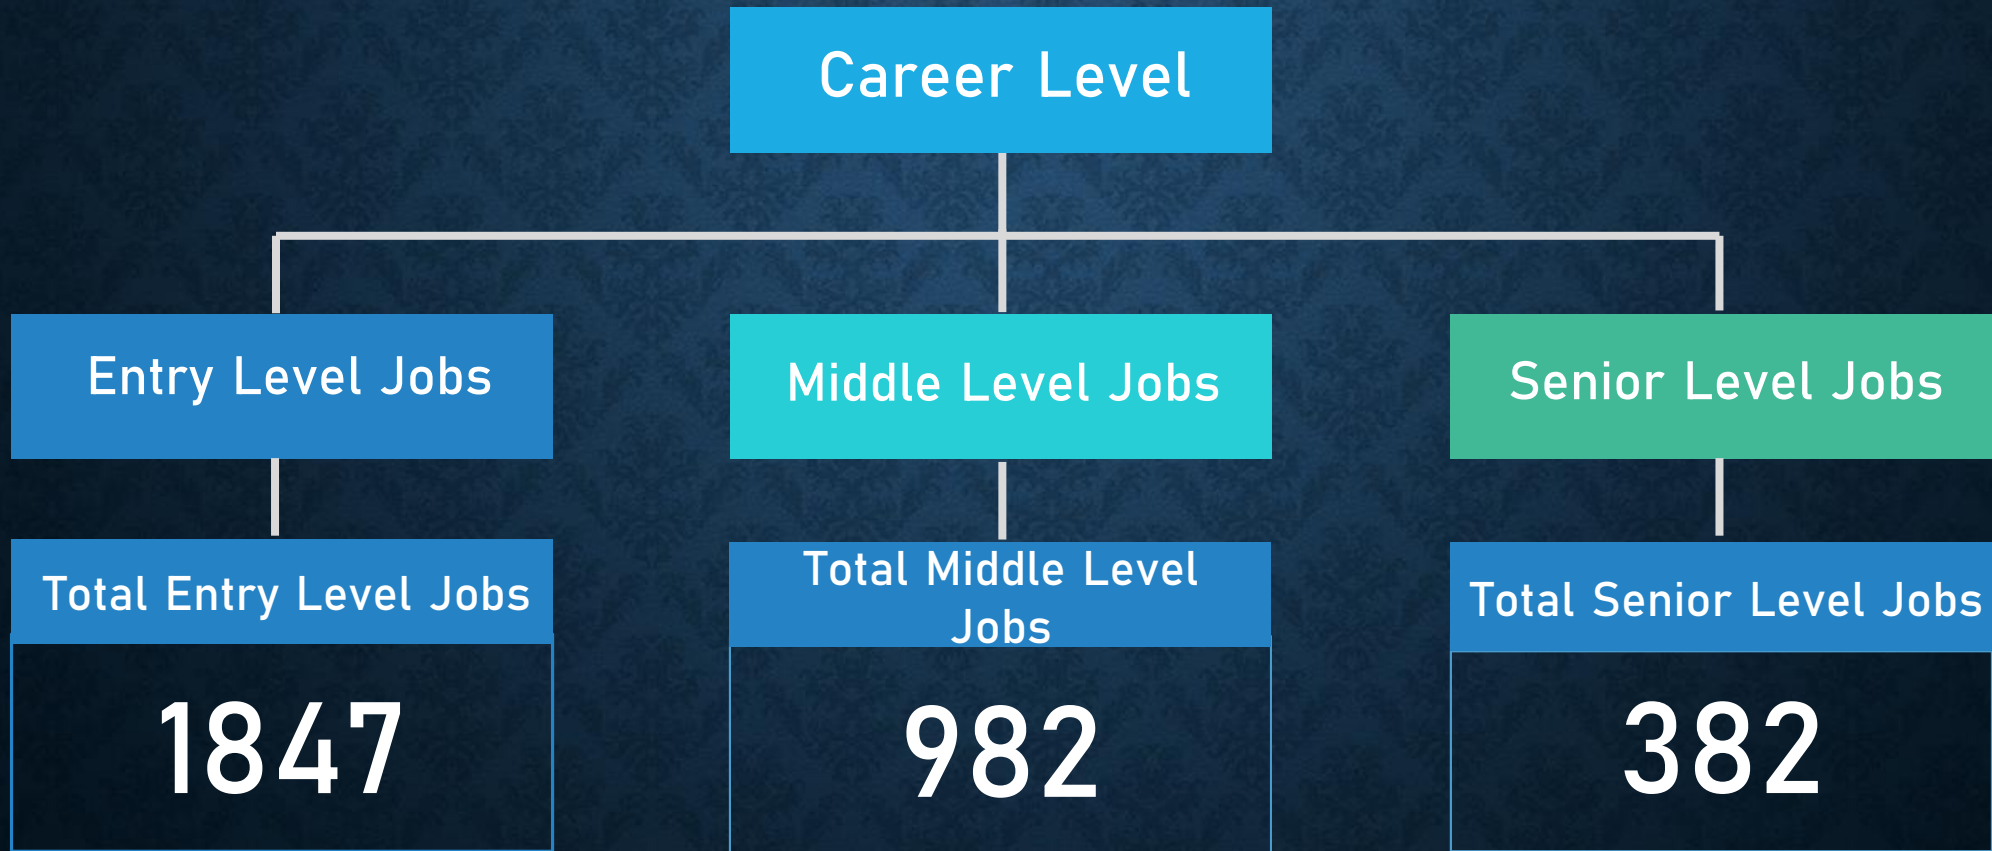 Career Level
Entry Level Jobs
Middle Level Jobs
Senior Level Jobs
Total Entry Level Jobs
Total Middle Level
Jobs
Total Senior Level Jobs
1847
982
382